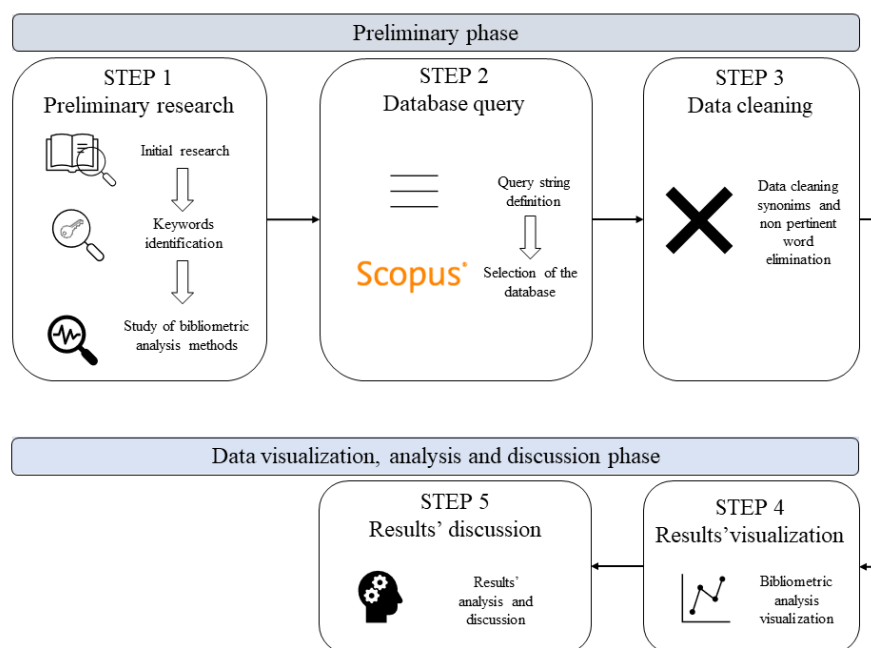 Preliminary phase
STEP 1
Preliminary research
Initial research
Keywords
identification
Study of bibliometric
analysis methods
STEP 2
Database query
Query string
definition
Scopus®
Selection of the
database
STEP 3
Data cleaning
Data cleaning
synonims and
non pertinent
word
elimination
Data visualization, analysis and discussion phase
STEP 5
Results’ discussion
Results’
analysis and
discussion
STEP 4
Results’visualization
Bibliometric
analysis
visualization